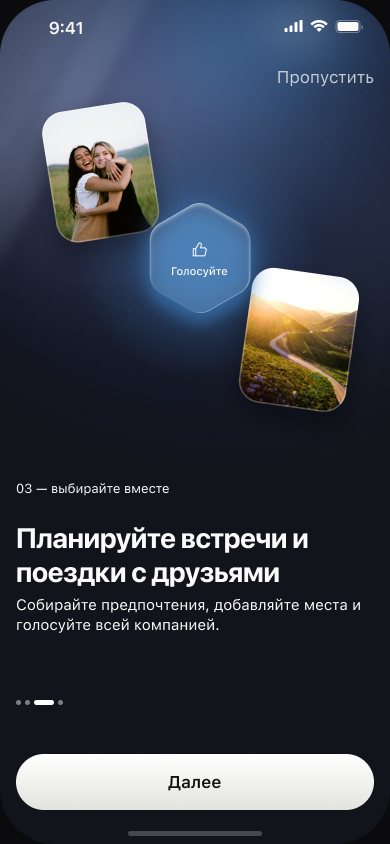 9:41
Пропустить
Голосуйте
03 — выбирайте вместе
Планируйте встречи и
поездки с друзьями
Собирайте предпочтения, добавляйте места и
голосуйте всей компанией.
Далее